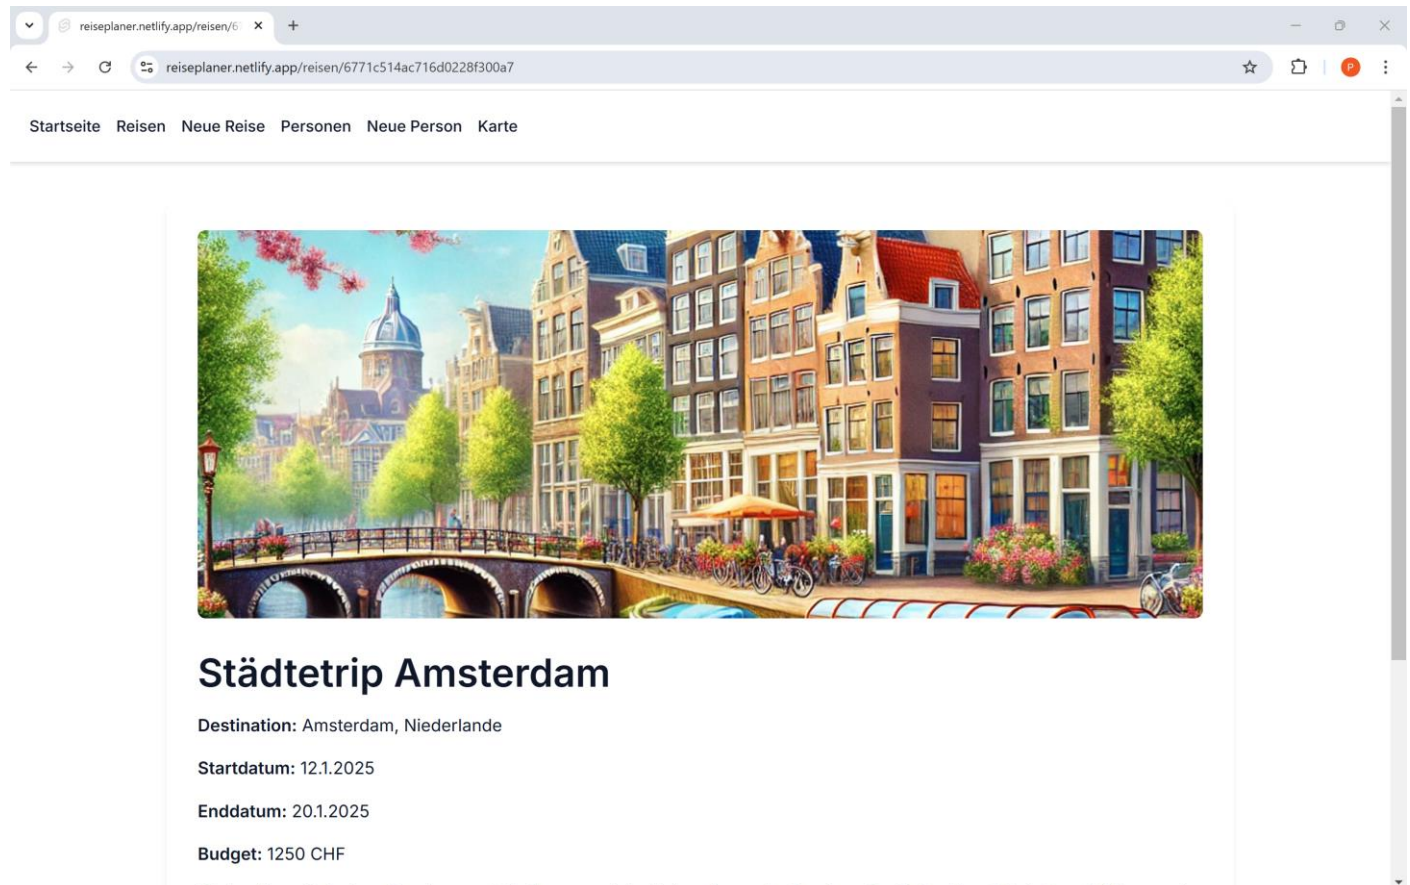 reiseplaner.netlify.app/reisen/6
reiseplaner.netlify.app/reisen/6771c514ac716d0228f300a7
P
Startseite Reisen Neue Reise Personen Neue Person Karte
Städtetrip Amsterdam
Destination: Amsterdam, Niederlande
Startdatum: 12.1.2025
Enddatum: 20.1.2025
Budget: 1250 CHF